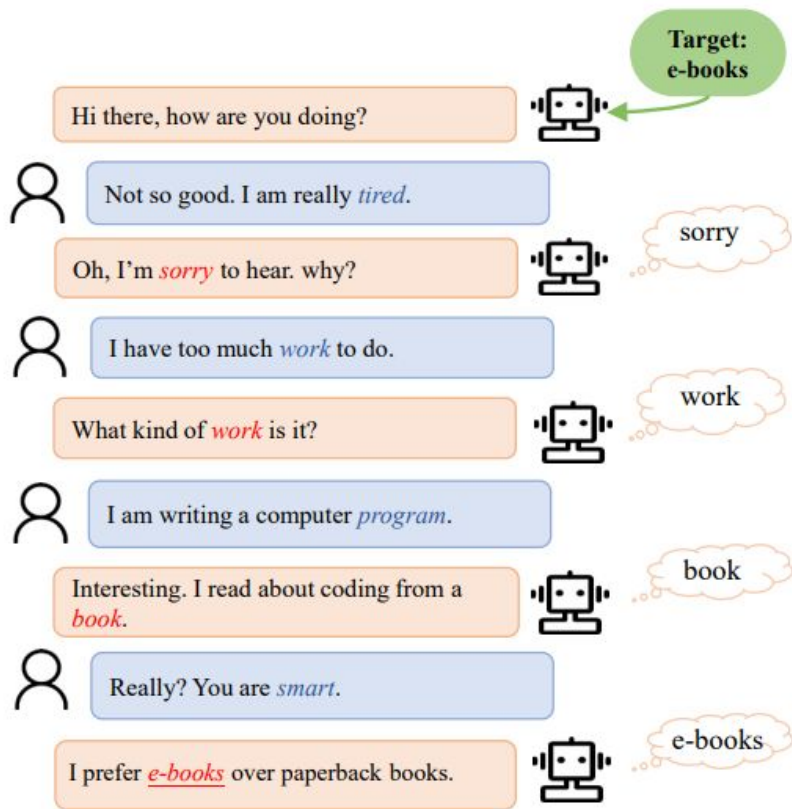 Target:
e-books
Hi there, how are you doing?
Not so good. I am really tired.
sorry
Oh, I'm sorry to hear. why?
I have too much work to do.
work
What kind of work is it?
I am writing a computer program.
book
Interesting. I read about coding from a
book.
Really? You are smart.
e-books
I prefer e-books over paperback books.